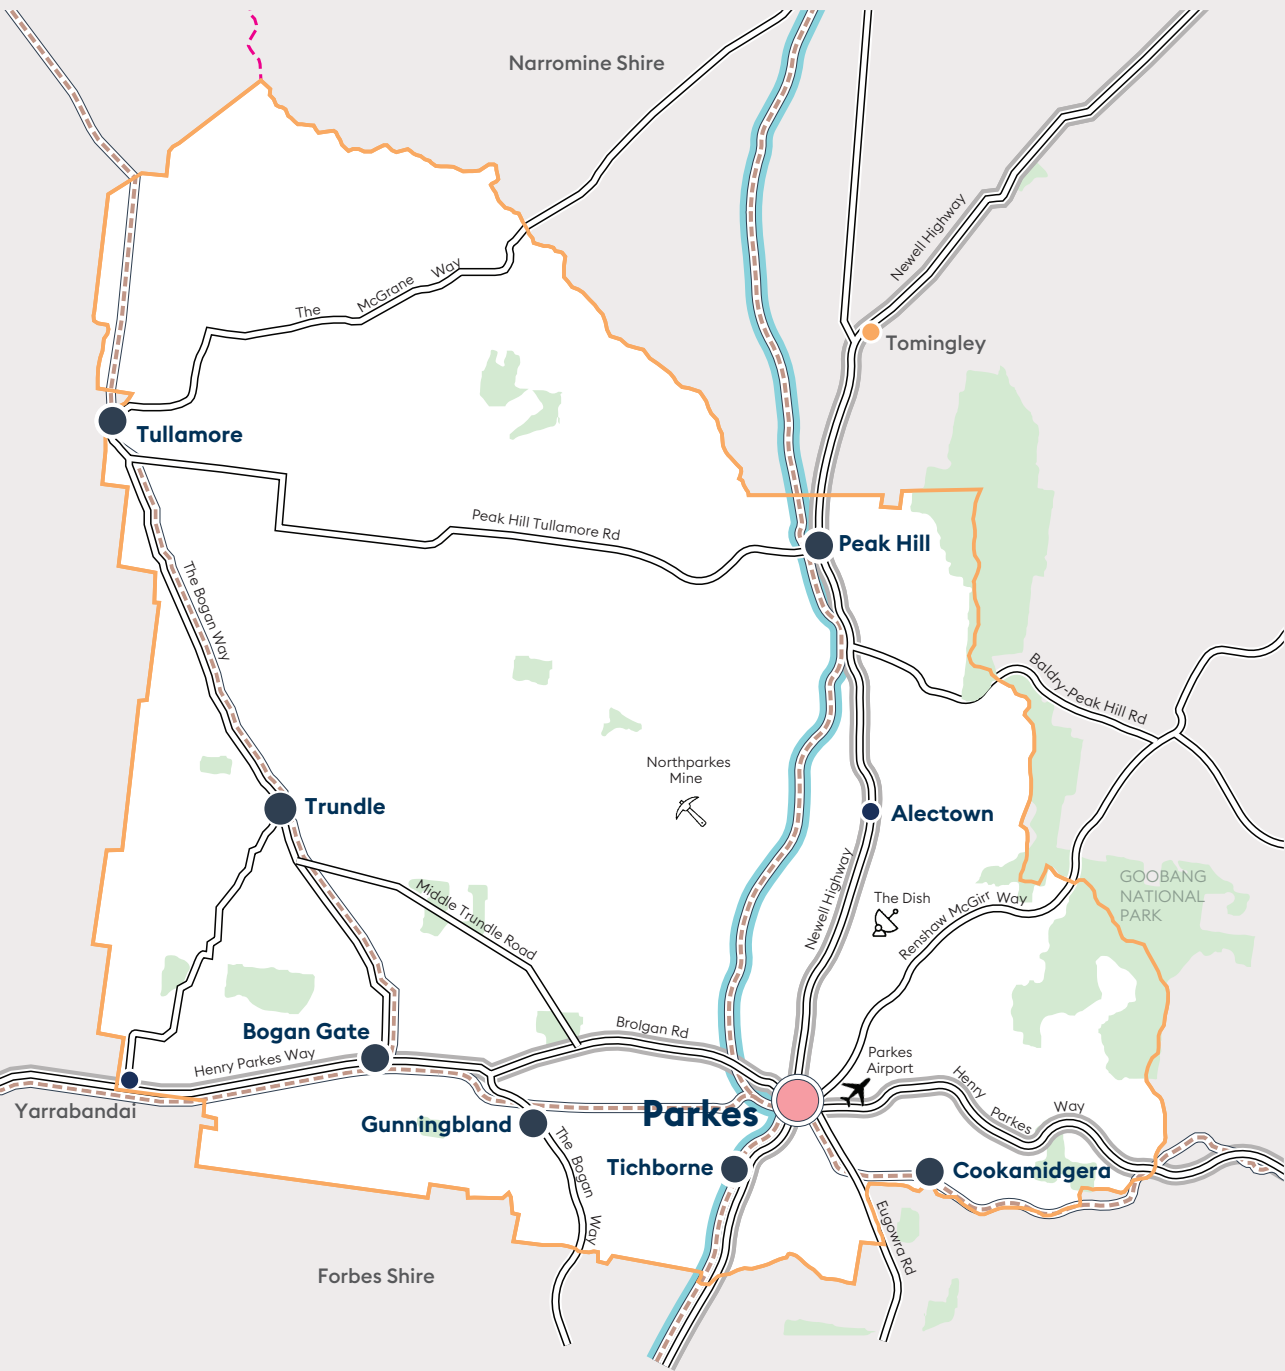 Narromine Shire
Newell Highway
The McGrane Way
Tomingley
Tullamore
Peak Hill Tullamore Rd
Peak Hill
The Bogan Way
Baldry-Peak Hill Rd
Northparkes
Mine
Trundle
Alectown
Newell Highway
GOOBANG
NATIONAL
PARK
Middle Trundle Road
The Dish
Renshaw McGirr Way
Bogan Gate
Brolgan Rd
Henry Parkes Way
Parkes
Airport
Henry Parkes Way
Yarrabandai
Parkes
Gunningbland
The Bogan Way
Tichborne
Cookamidgera
Eugowra Rd
Forbes Shire